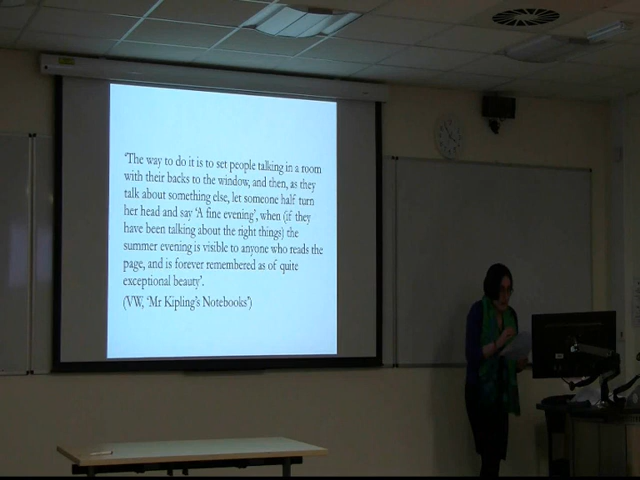 'The way to do it is to set people talking in a room
with their backs to the window, and then, as they
talk about something else, let someone half turn
her head and say 'A fine evening', when (if they
have been talking about the right things) the
summer evening is visible to anyone who reads the
page, and is forever remembered as of quite
exceptional beauty'.
(VW, 'Mr Kipling's Notebooks')